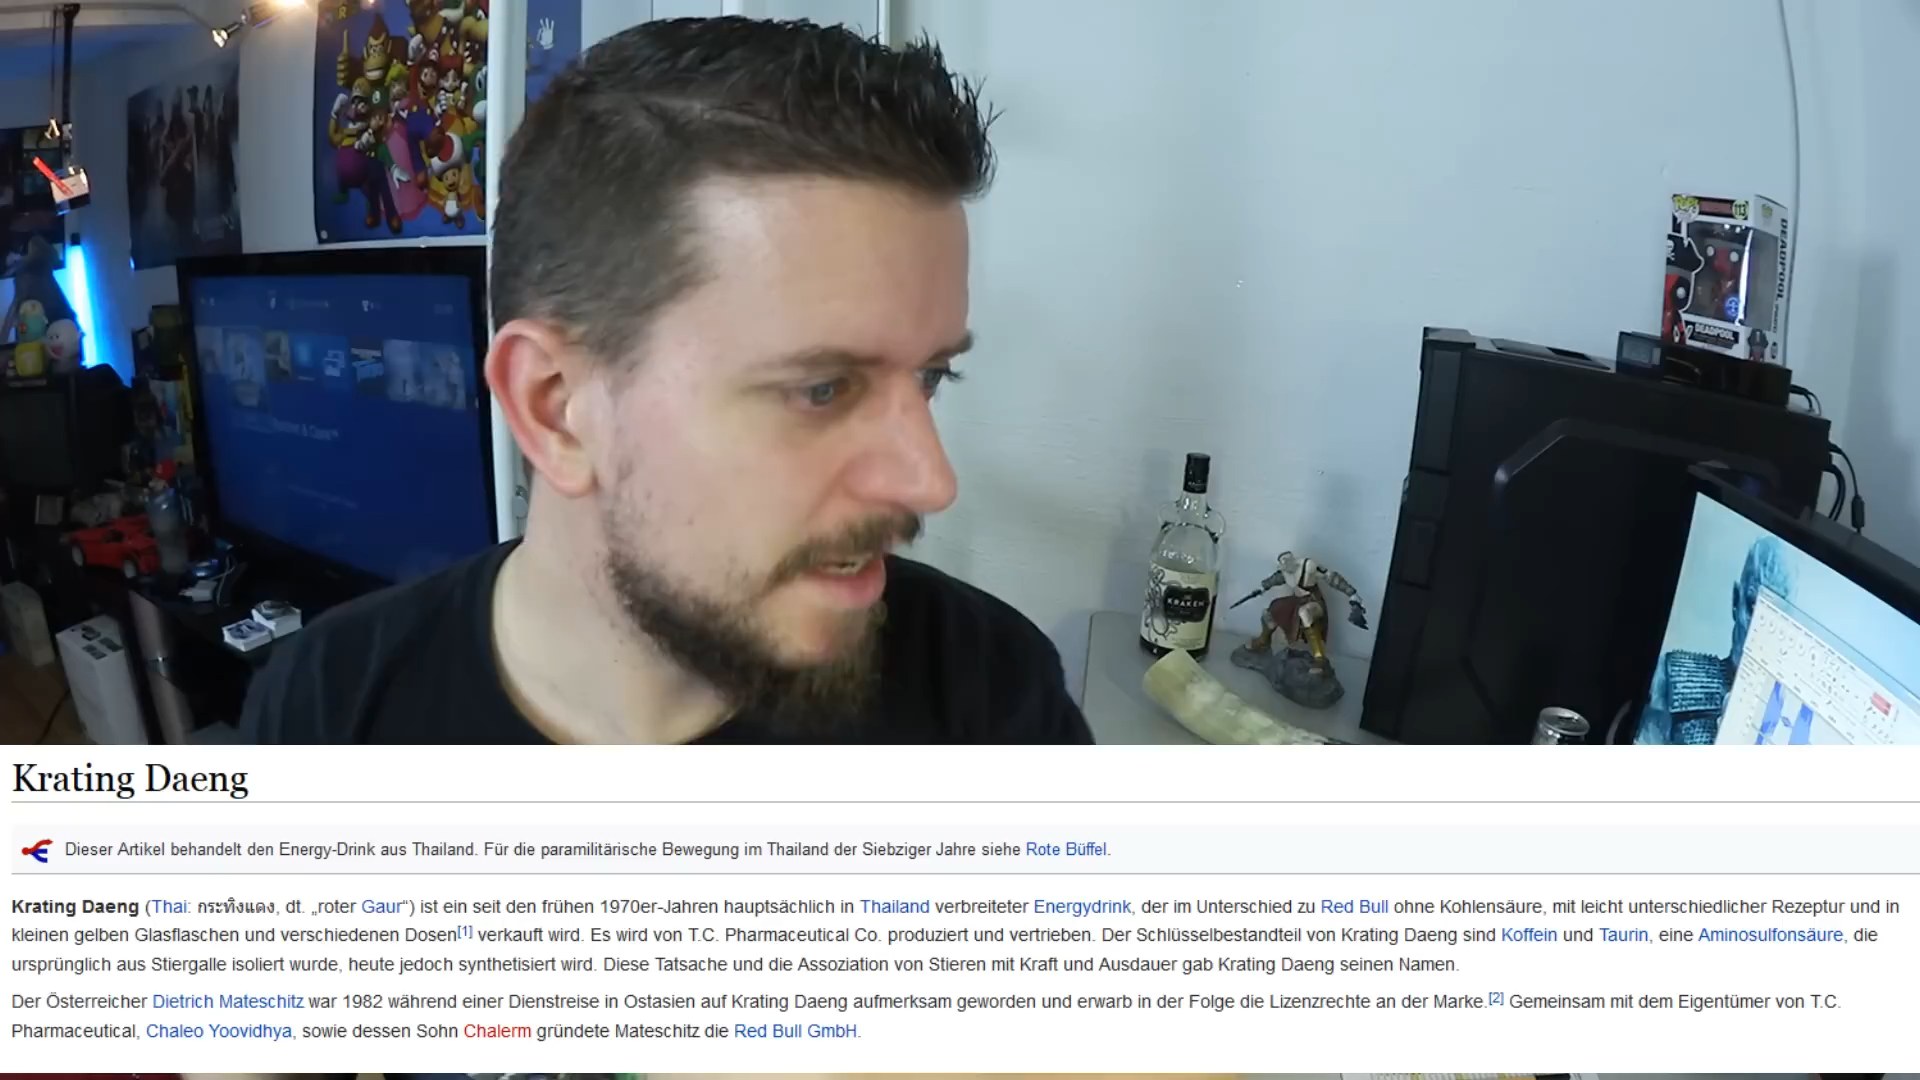 113
DEADPOOL
DEADPOOL
KRAKEN
Krating Daeng
Dieser Artikel behandelt den Energy-Drink aus Thailand. Für die paramilitärische Bewegung im Thailand der Siebziger Jahre siehe Rote Büffel.
Krating Daeng (Thai: กระทิงแดง, dt. „roter Gaur“) ist ein seit den frühen 1970er-Jahren hauptsächlich in Thailand verbreiteter Energydrink, der im Unterschied zu Red Bull ohne Kohlensäure, mit leicht unterschiedlicher Rezeptur und in
kleinen gelben Glasflaschen und verschiedenen Dosen[1] verkauft wird. Es wird von T.C. Pharmaceutical Co. produziert und vertrieben. Der Schlüsselbestandteil von Krating Daeng sind Koffein und Taurin, eine Aminosulfonsäure, die
ursprünglich aus Stiergalle isoliert wurde, heute jedoch synthetisiert wird. Diese Tatsache und die Assoziation von Stieren mit Kraft und Ausdauer gab Krating Daeng seinen Namen.
Der Österreicher Dietrich Mateschitz war 1982 während einer Dienstreise in Ostasien auf Krating Daeng aufmerksam geworden und erwarb in der Folge die Lizenzrechte an der Marke.[2] Gemeinsam mit dem Eigentümer von T.C.
Pharmaceutical, Chaleo Yoovidhya, sowie dessen Sohn Chalerm gründete Mateschitz die Red Bull GmbH.